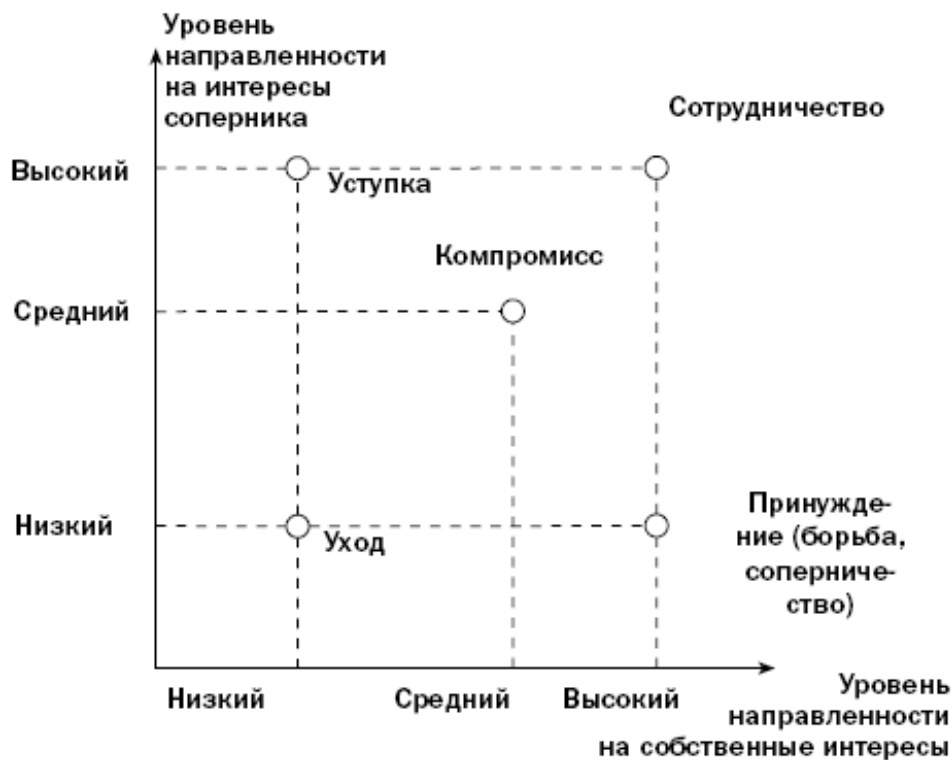 Уровень
направленности
на интересы
соперника
Сотрудничество
Высокий
Уступка
Компромисс
Средний
Низкий
Уход
Принужде-
ние (борьба,
соперниче-
ство)
Низкий
Средний
Высокий
Уровень
направленности
на собственные интересы